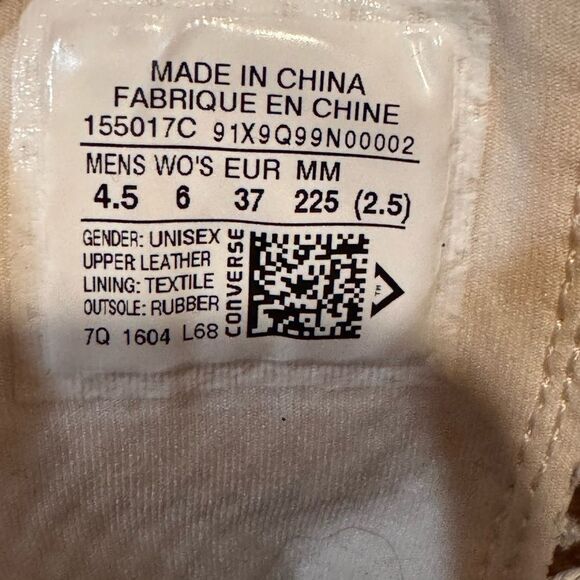 MADE IN CHINA
FABRIQUE EN CHINE
155017C 91X9Q99N00002
MENS WO'S EUR MM
4.5 6 37 225 (2.5)
GENDER: UNISEX
UPPER: LEATHER
LINING: TEXTILE
OUTSOLE: RUBBER
7Q 1604 L68
CONVERSE
TM